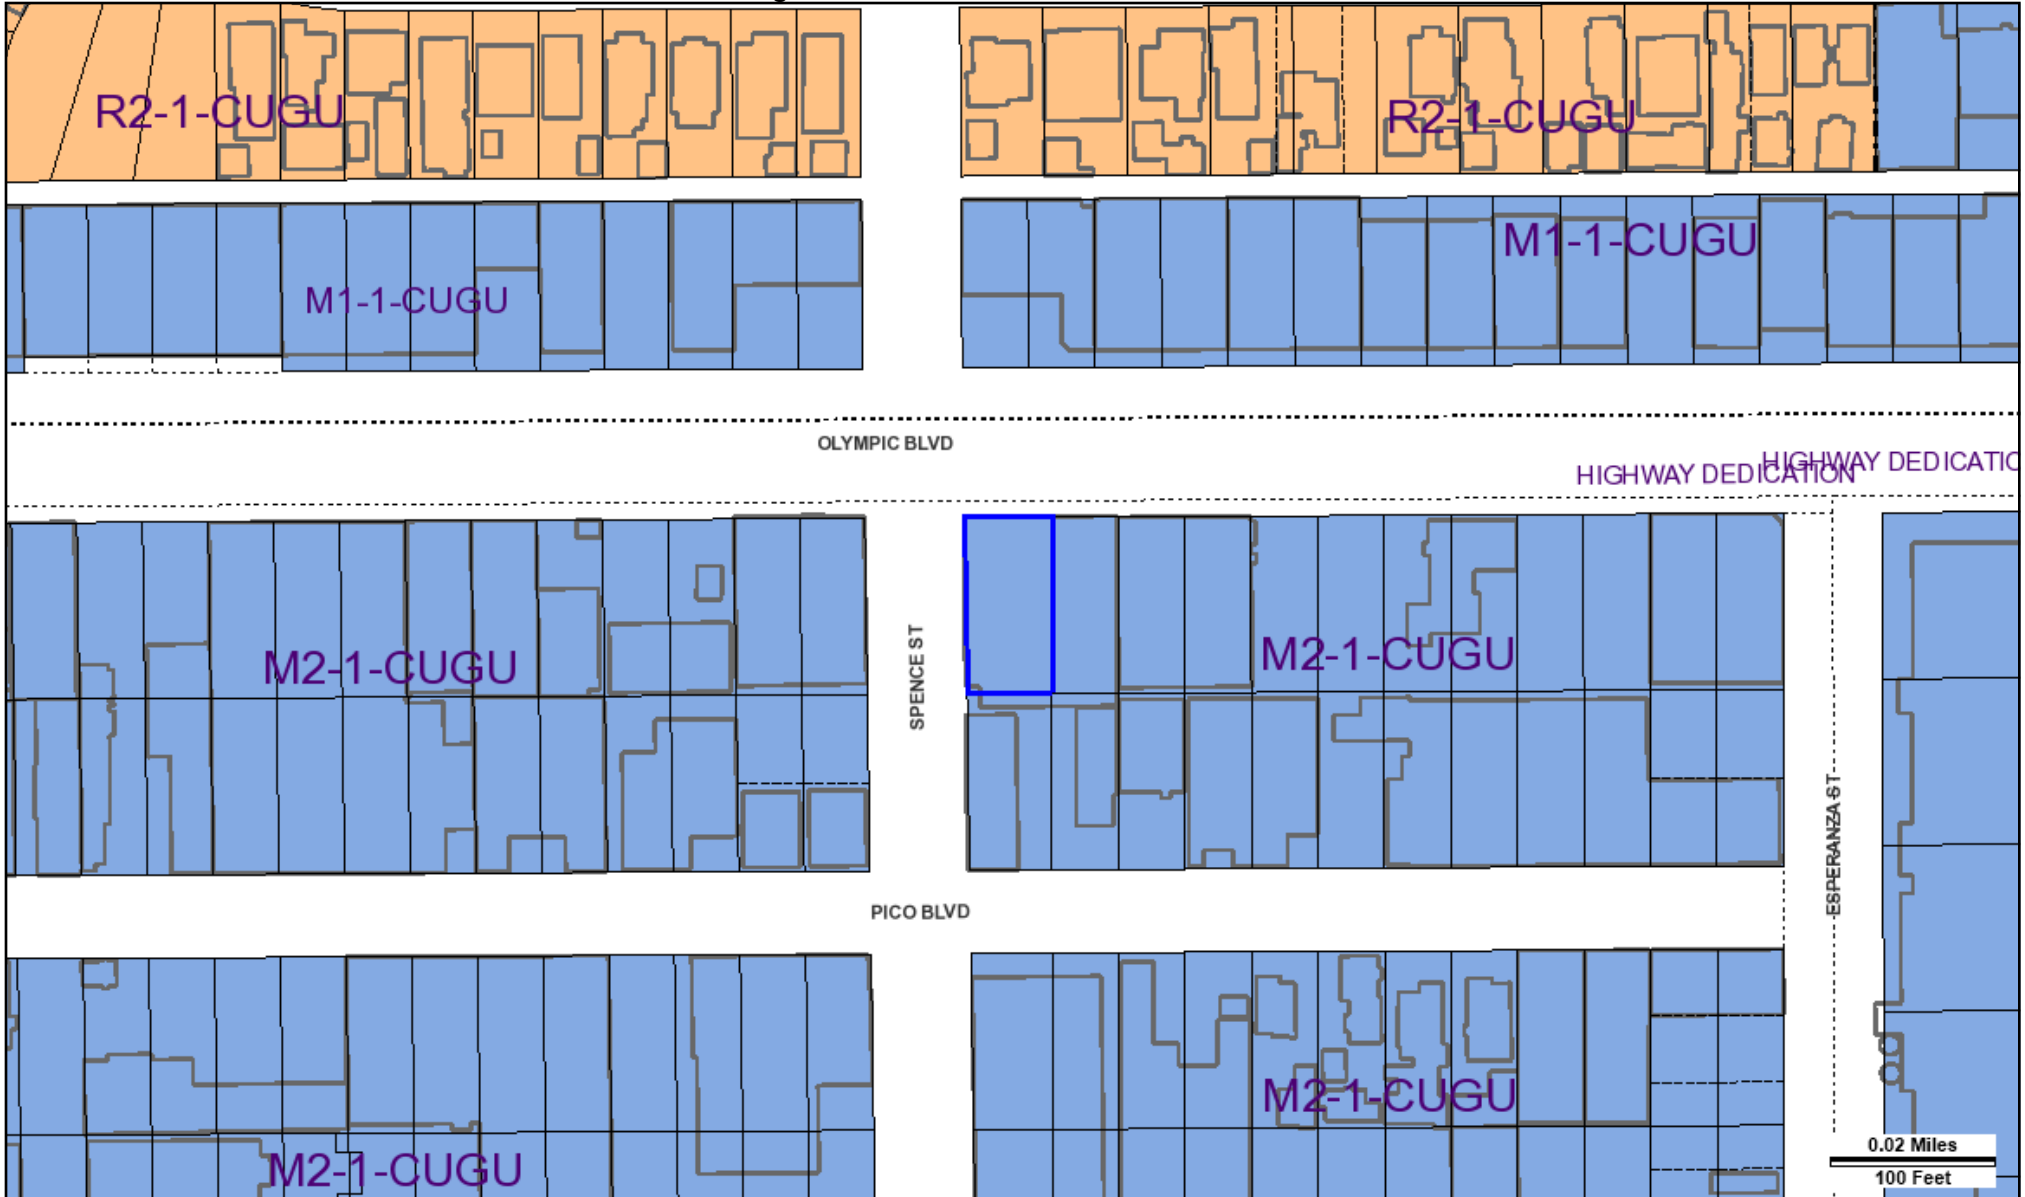 R2-1-CUGU
R2-1-CUGU
M1-1-CUGU
M1-1-CUGU
OLYMPIC BLVD
HIGHWAY DEDICATION
HIGHWAY DEDICATIO
M2-1-CUGU
SPENCE ST
M2-1-CUGU
ESPERANZA ST
PICO BLVD
M2-1-CUGU
M2-1-CUGU
0.02 Miles
100 Feet